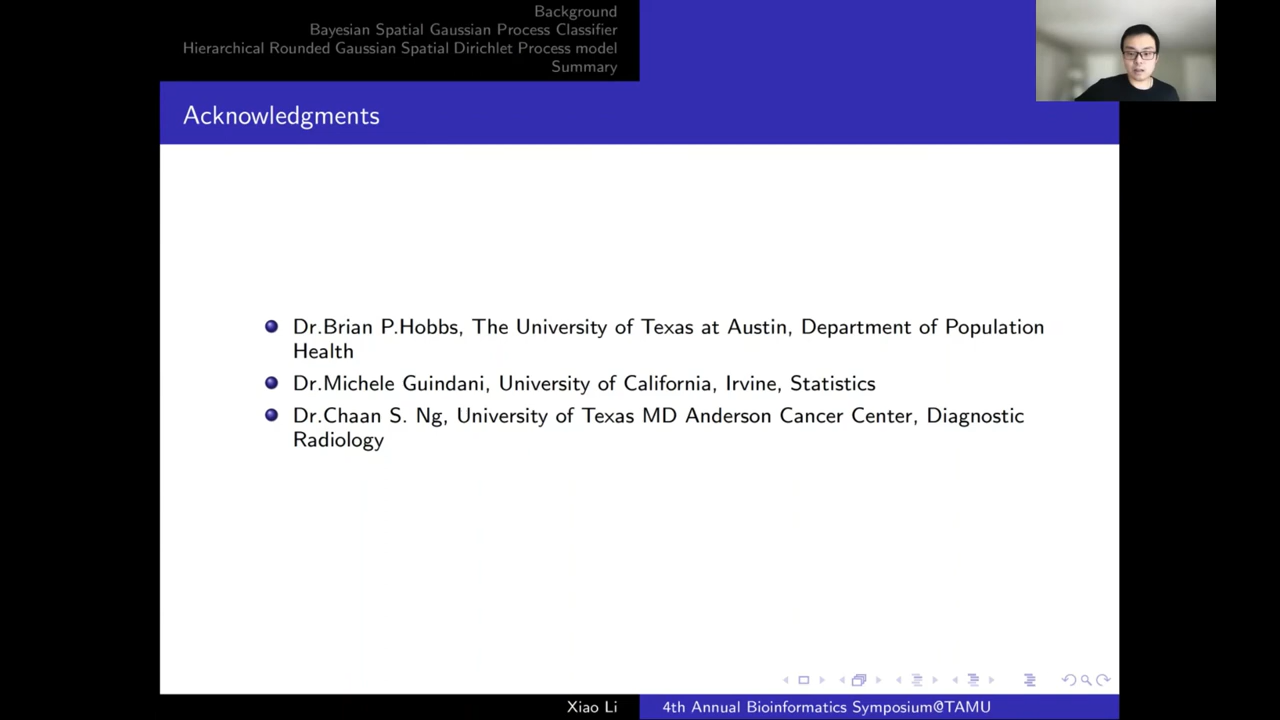 Background
Bayesian Spatial Gaussian Process Classifier
Hierarchical Rounded Gaussian Spatial Dirichlet Process model
Summary
Acknowledgments
Dr.Brian P.Hobbs, The University of Texas at Austin, Department of Population
Health
Dr.Michele Guindani, University of California, Irvine, Statistics
Dr.Chaan S. Ng, University of Texas MD Anderson Cancer Center, Diagnostic
Radiology
Xiao Li
4th Annual Bioinformatics Symposium@TAMU